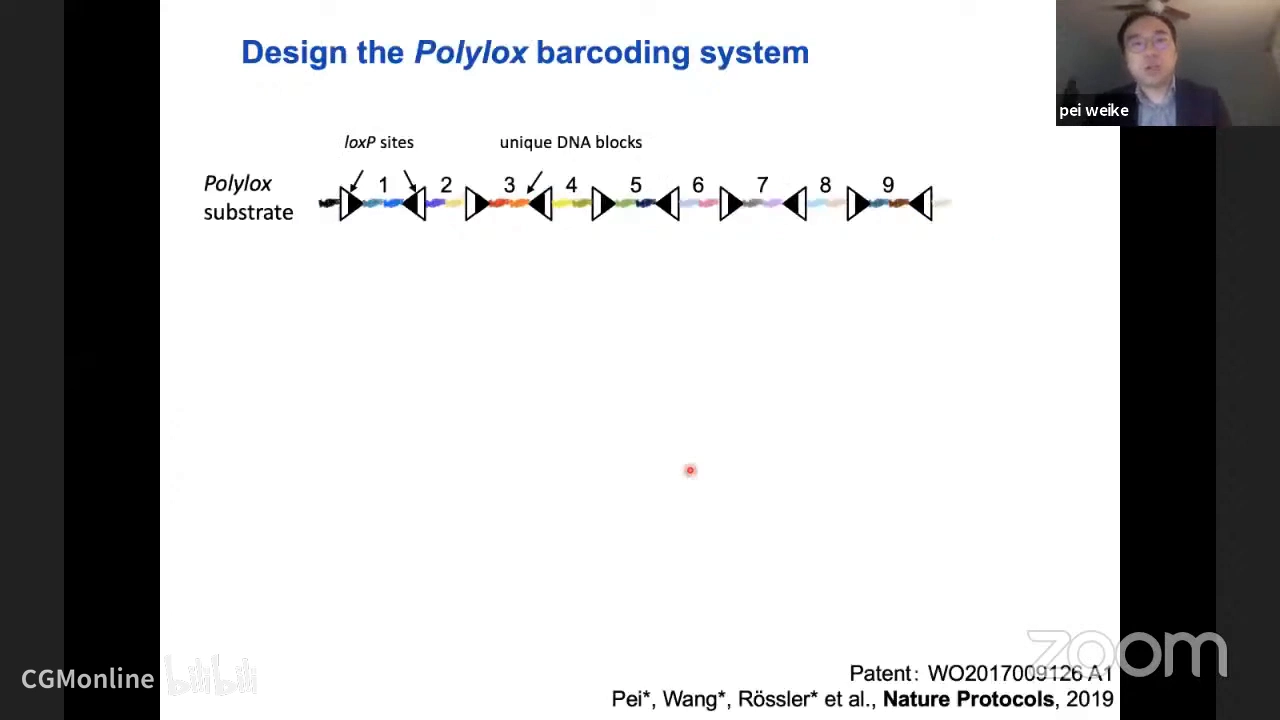 Design the Polylox barcoding system
pei weike
loxP sites
unique DNA blocks
Polylox
substrate
1 2 3 4 5 6 7 8 9
zoom
CGMonline bilibili
Patent: WO2017009126 A1
Pei*, Wang*, Rössler* et al., Nature Protocols, 2019